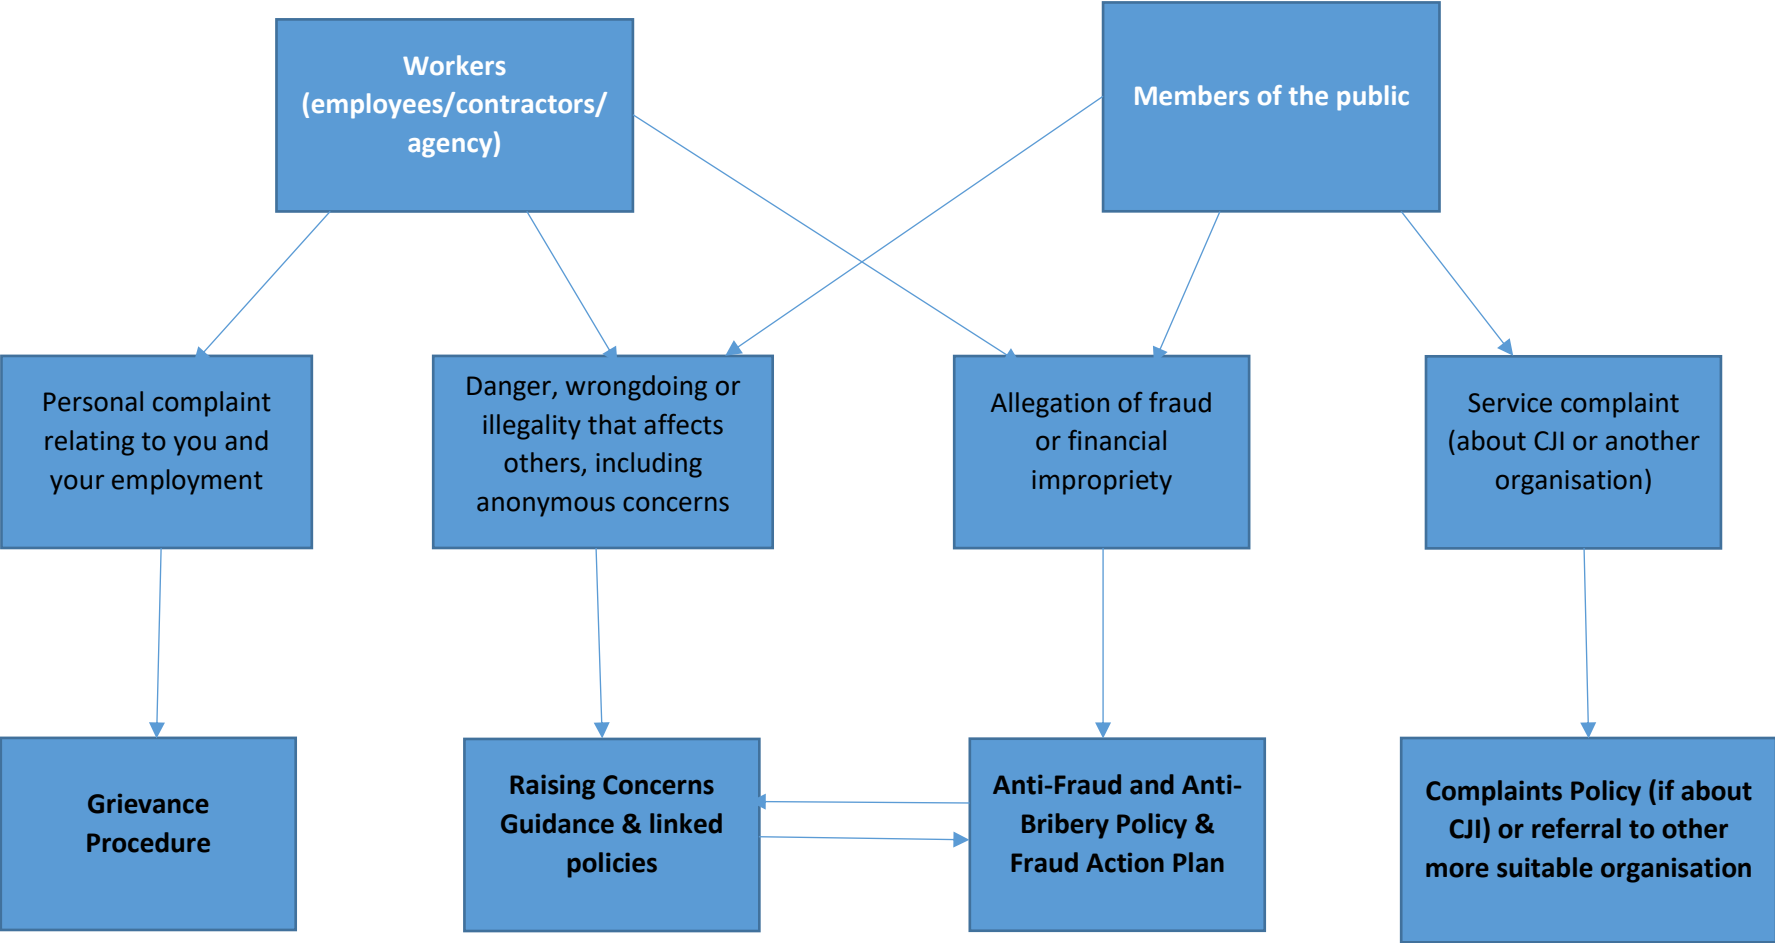 Workers
(employees/contractors/
agency)
Members of the public
Personal complaint
relating to you and
your employment
Danger, wrongdoing or
illegality that affects
others, including
anonymous concerns
Allegation of fraud
or financial
impropriety
Service complaint
(about CJI or another
organisation)
Grievance
Procedure
Raising Concerns
Guidance & linked
policies
Anti-Fraud and Anti-
Bribery Policy &
Fraud Action Plan
Complaints Policy (if about
CJI) or referral to other
more suitable organisation